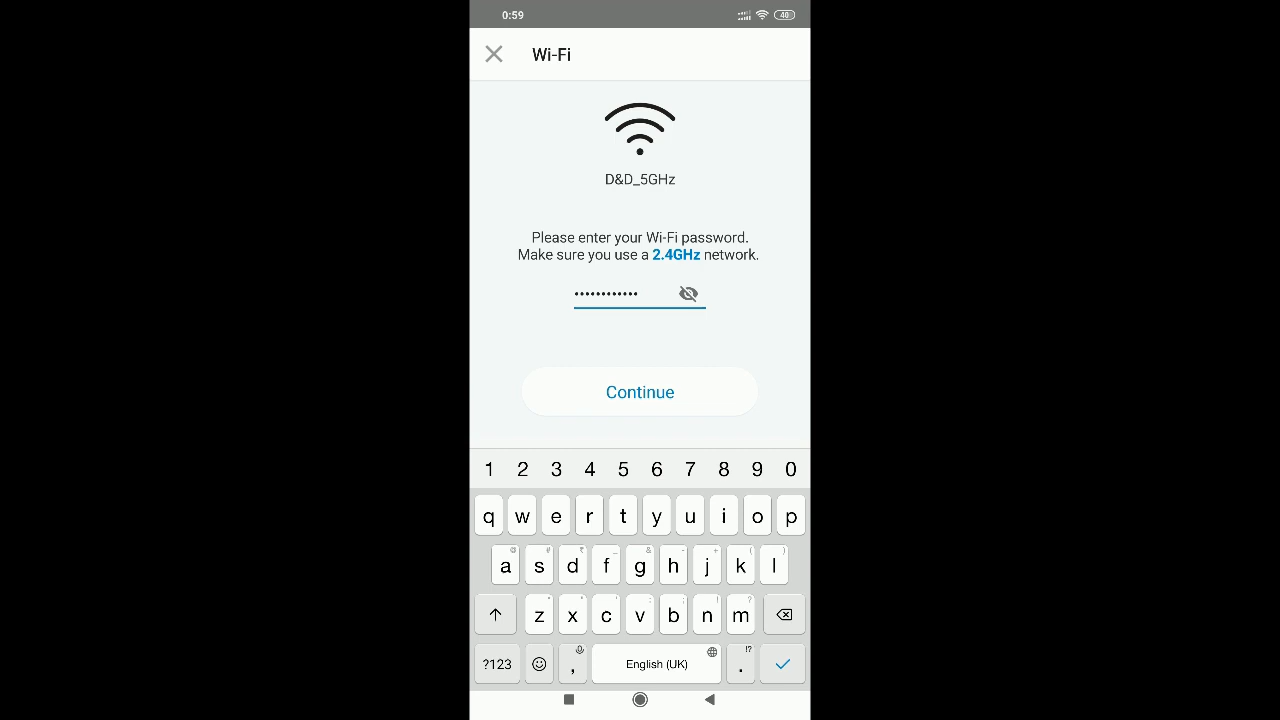 0:59
40
Wi-Fi
D&D_5GHz
Please enter your Wi-Fi password.
Make sure you use a 2.4GHz network.
••••••••••••
Continue
1 2 3 4 5 6 7 8 9 0
q w e r t y u i o p
@ # ₹ _ & - + ( )
a s d f g h j k l
* " ' : ; ! ?
z x c v b n m
?123 , English (UK) . !?